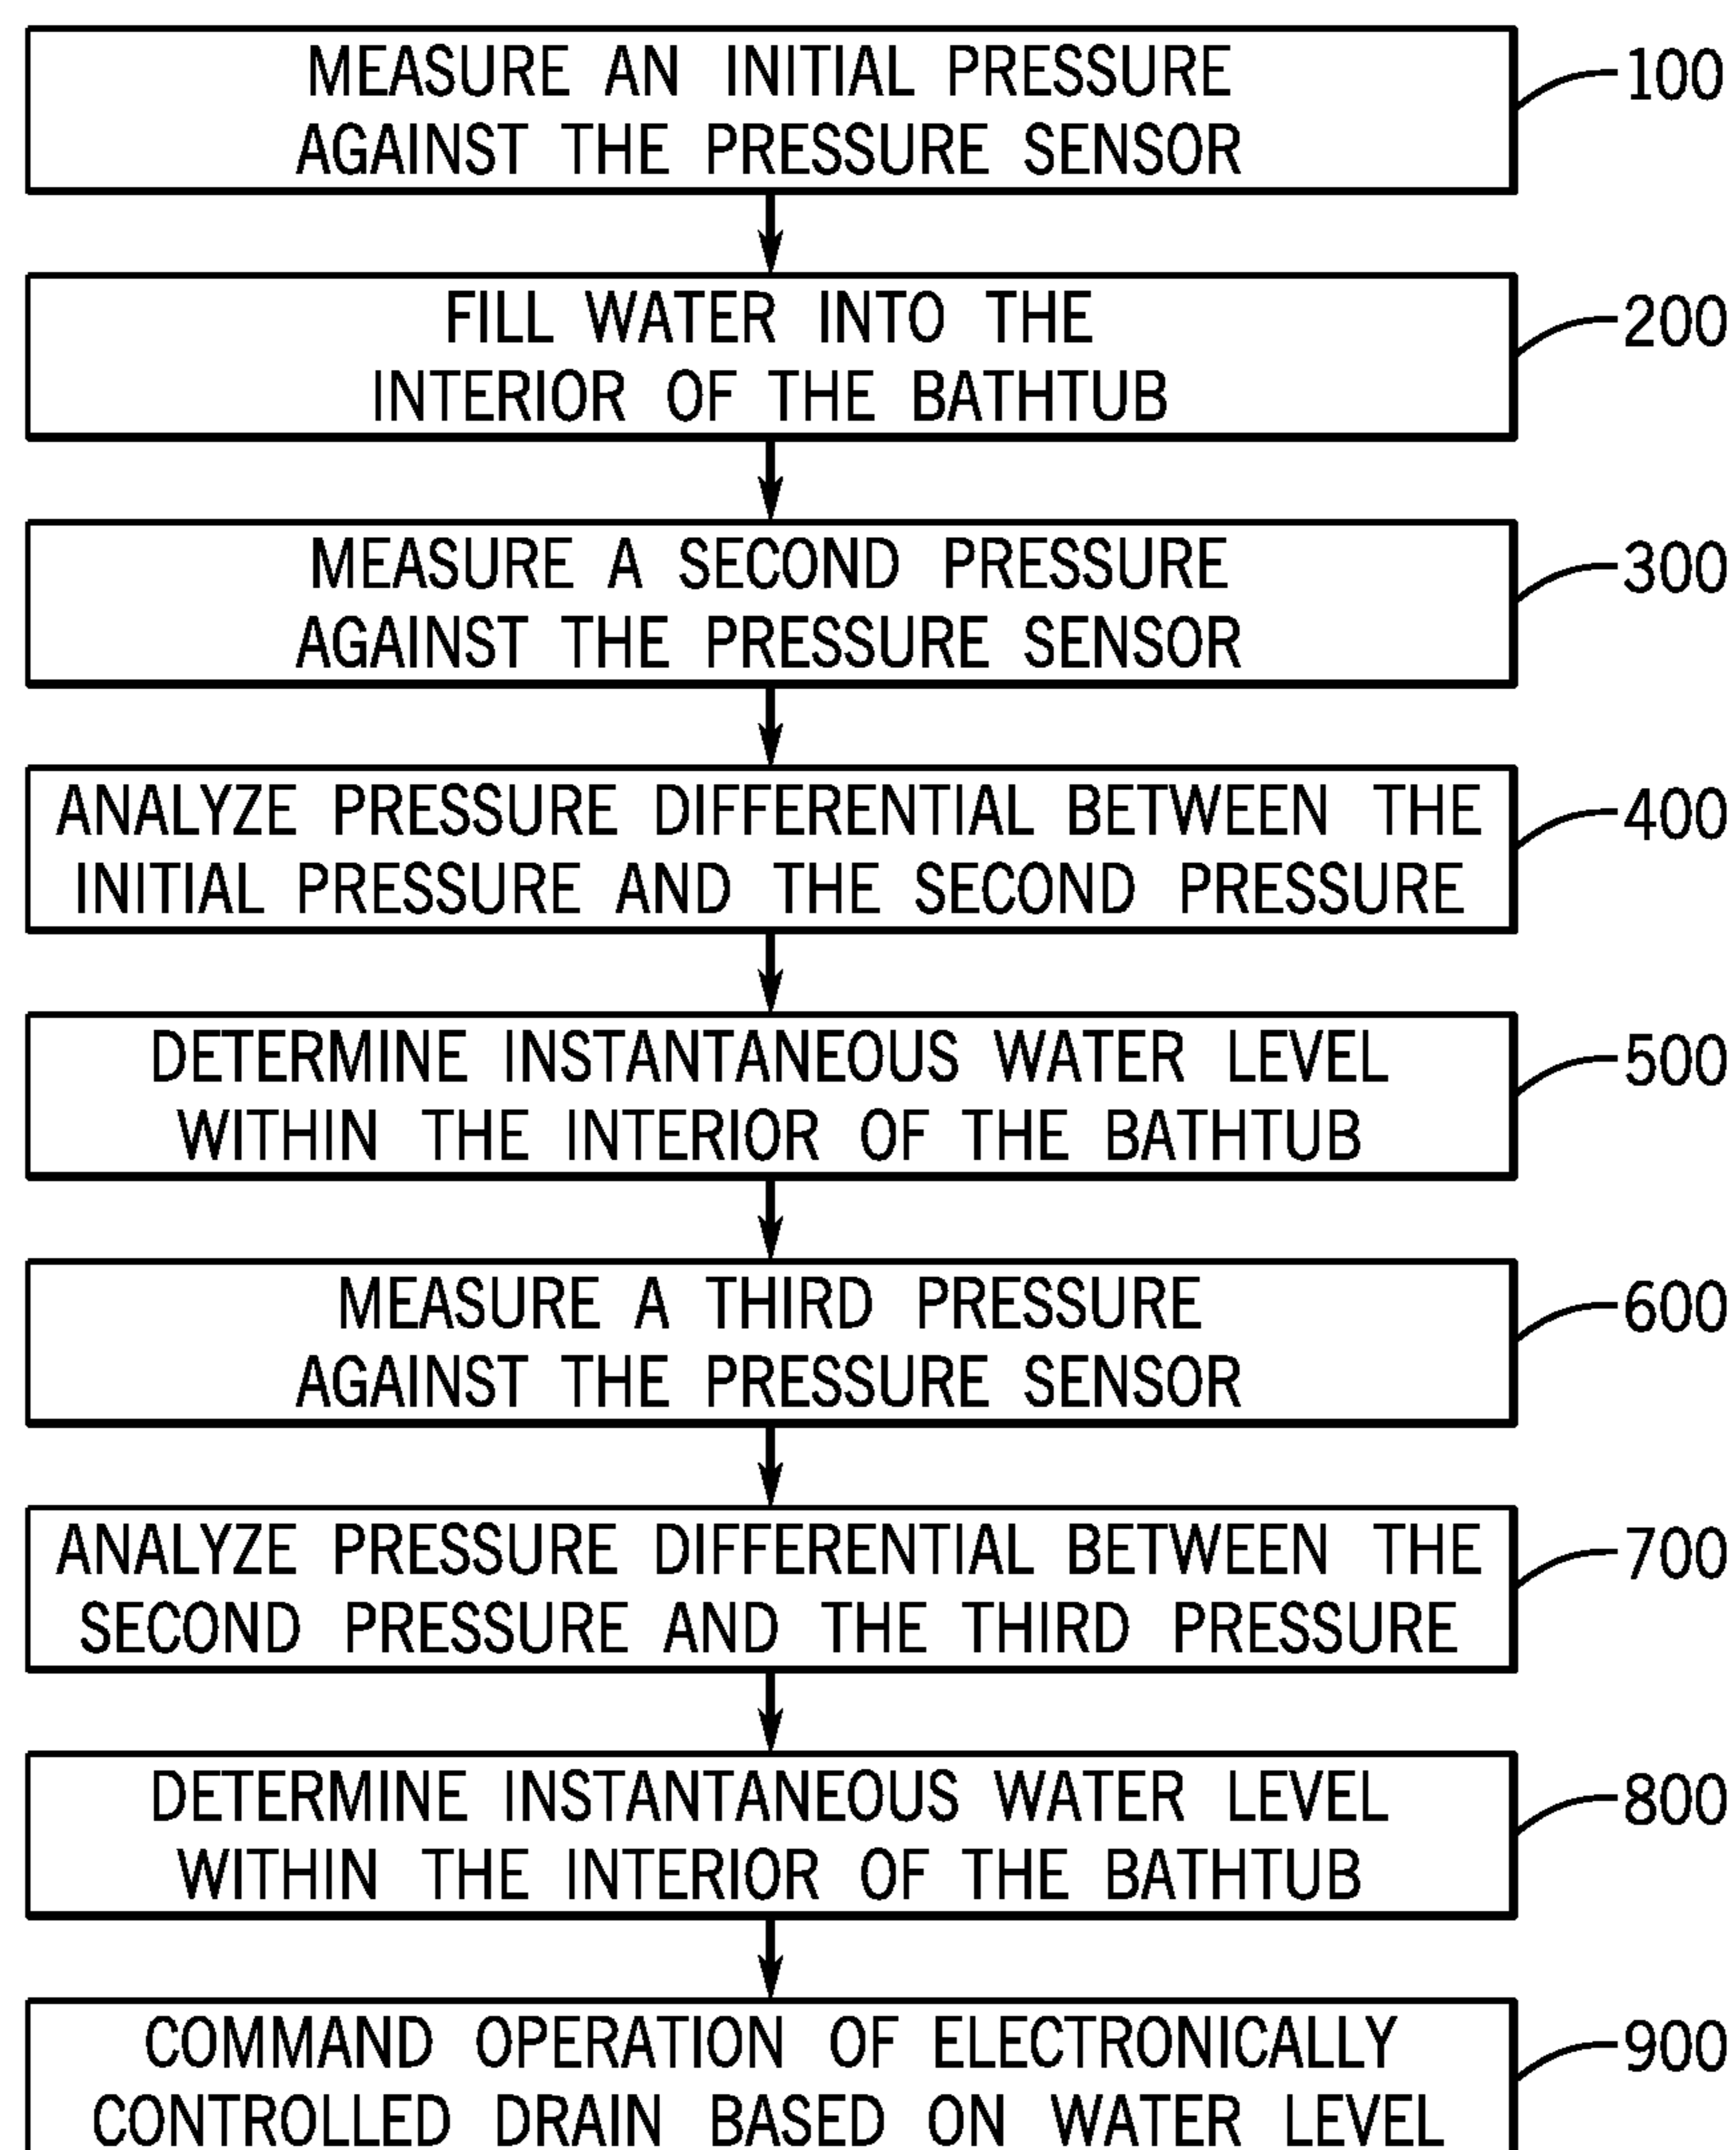 MEASURE AN INITIAL PRESSURE
AGAINST THE PRESSURE SENSOR
100
FILL WATER INTO THE
INTERIOR OF THE BATHTUB
200
MEASURE A SECOND PRESSURE
AGAINST THE PRESSURE SENSOR
300
ANALYZE PRESSURE DIFFERENTIAL BETWEEN THE
INITIAL PRESSURE AND THE SECOND PRESSURE
400
DETERMINE INSTANTANEOUS WATER LEVEL
WITHIN THE INTERIOR OF THE BATHTUB
500
MEASURE A THIRD PRESSURE
AGAINST THE PRESSURE SENSOR
600
ANALYZE PRESSURE DIFFERENTIAL BETWEEN THE
SECOND PRESSURE AND THE THIRD PRESSURE
700
DETERMINE INSTANTANEOUS WATER LEVEL
WITHIN THE INTERIOR OF THE BATHTUB
800
COMMAND OPERATION OF ELECTRONICALLY
CONTROLLED DRAIN BASED ON WATER LEVEL
900